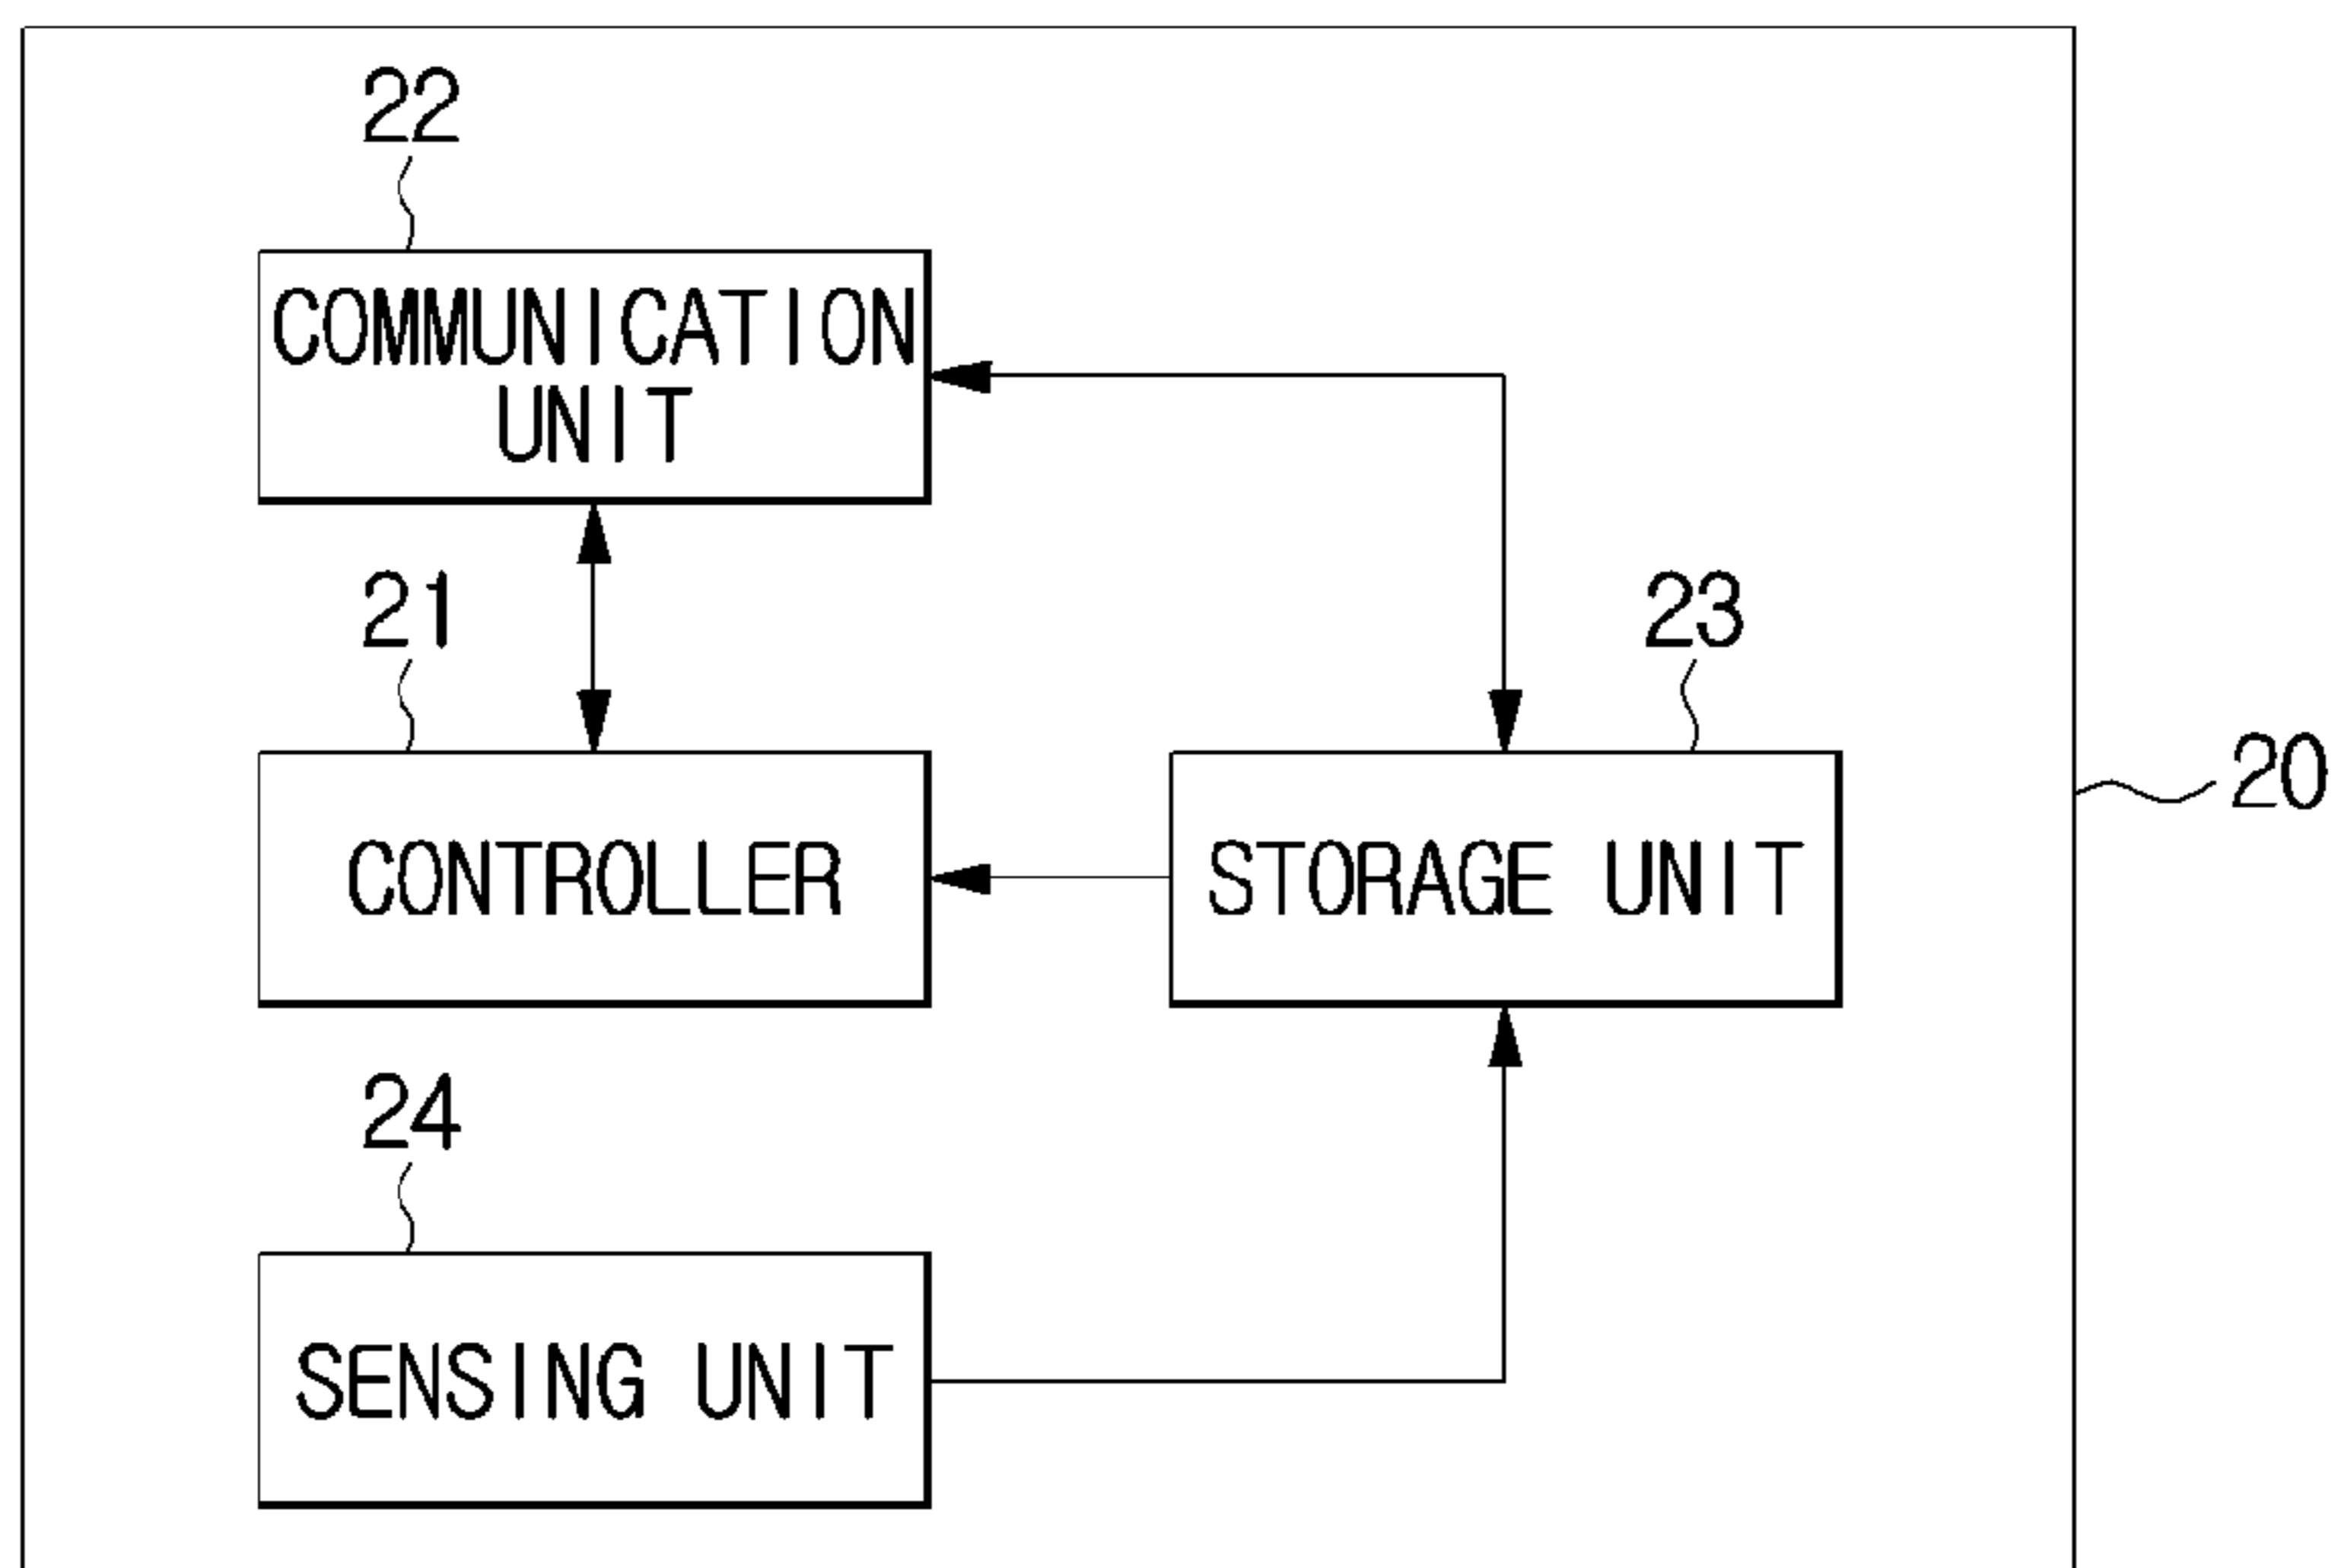 22
COMMUNICATION
UNIT
21
23
20
CONTROLLER
STORAGE UNIT
24
SENSING UNIT